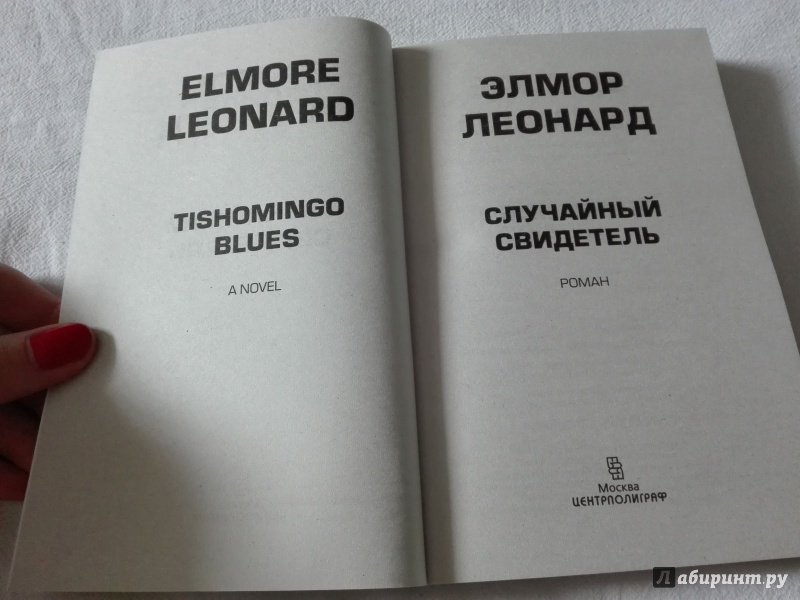 ELMORE
LEONARD
TISHOMINGO
BLUES
A NOVEL
ЭЛМОР
ЛЕОНАРД
СЛУЧАЙНЫЙ
СВИДЕТЕЛЬ
РОМАН
Москва
ЦЕНТРПОЛИГРАФ
Лабиринт.ру